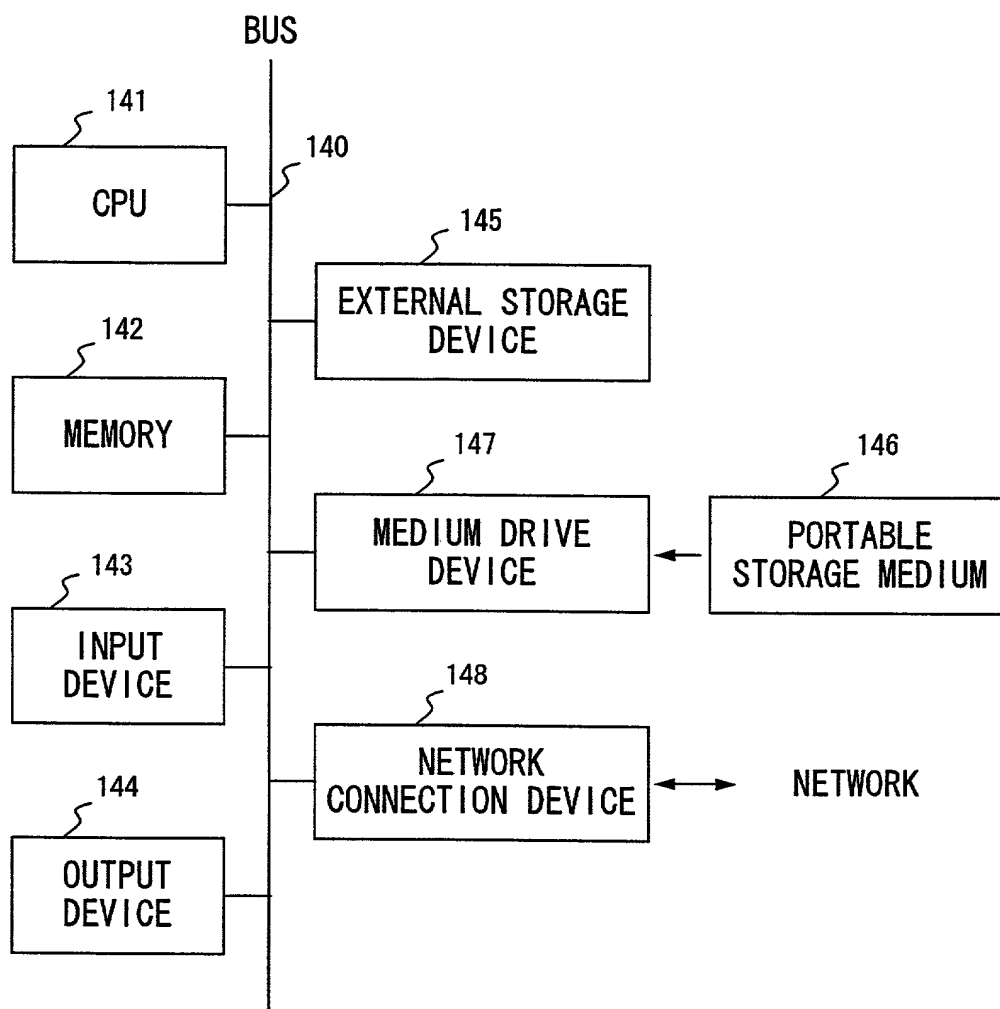 BUS
141
CPU
140
145
EXTERNAL STORAGE
DEVICE
142
MEMORY
147
MEDIUM DRIVE
DEVICE
146
PORTABLE
STORAGE MEDIUM
143
INPUT
DEVICE
148
NETWORK
CONNECTION DEVICE
NETWORK
144
OUTPUT
DEVICE